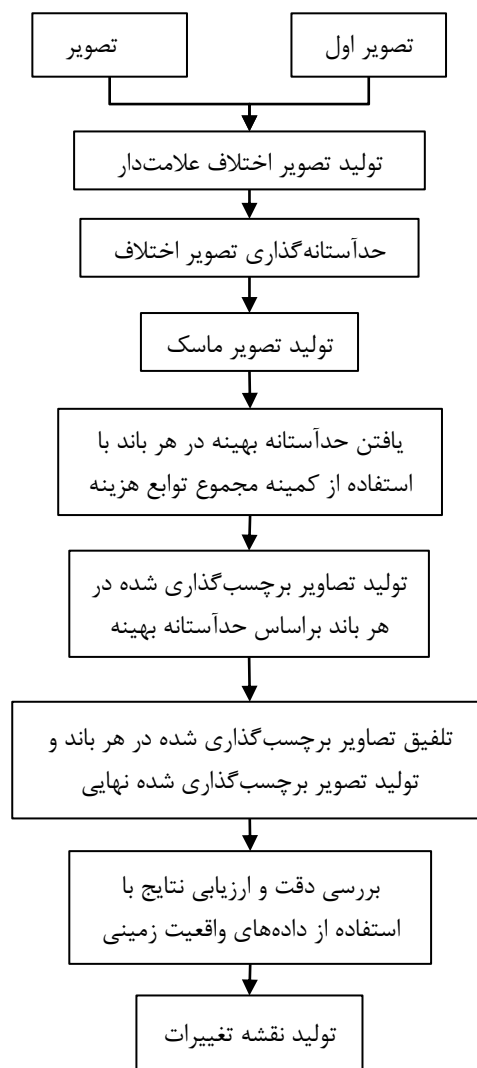 تصویر اول
تصویر
تولید تصویر اختلاف علامت‌دار
حدآستانه‌گذاری تصویر اختلاف
تولید تصویر ماسک
یافتن حدآستانه بهینه در هر باند با
استفاده از کمینه مجموع توابع هزینه
تولید تصاویر برچسب‌گذاری شده در
هر باند براساس حدآستانه بهینه
تلفیق تصاویر برچسب‌گذاری شده در هر باند و
تولید تصویر برچسب‌گذاری شده نهایی
بررسی دقت و ارزیابی نتایج با
استفاده از داده‌های واقعیت زمینی
تولید نقشه تغییرات